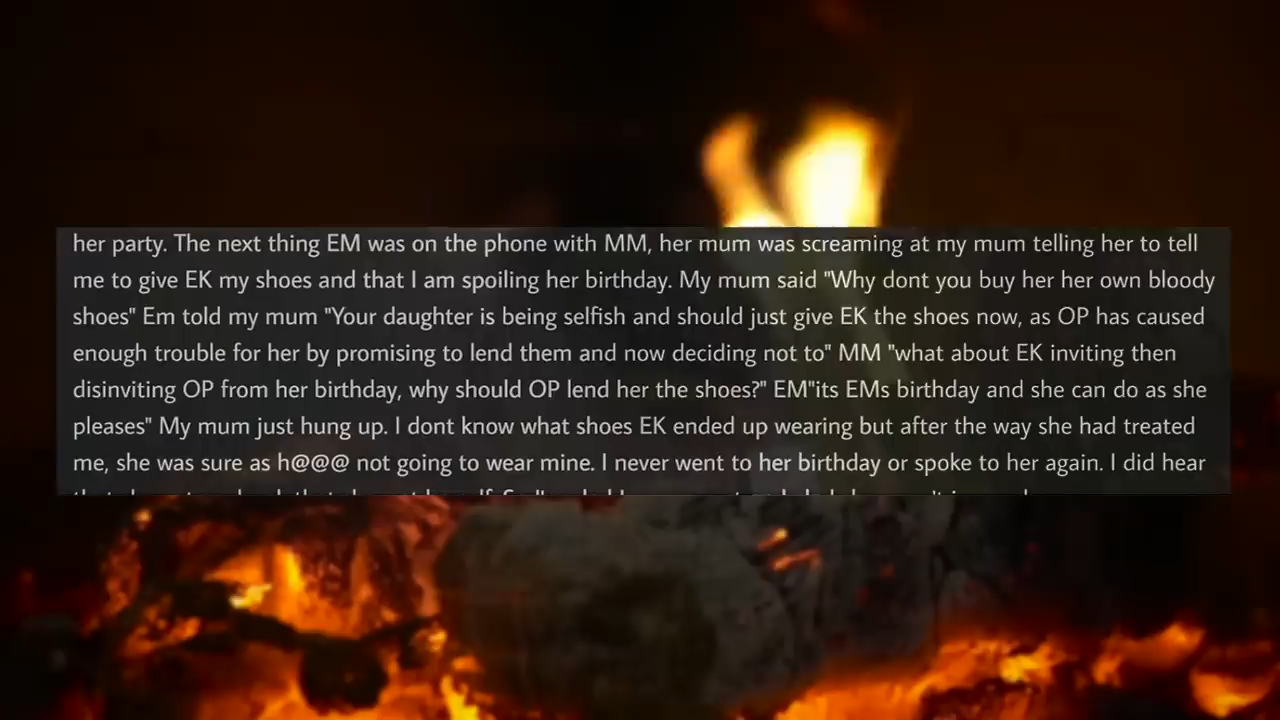 her party. The next thing EM was on the phone with MM, her mum was screaming at my mum telling her to tell
me to give EK my shoes and that I am spoiling her birthday. My mum said "Why dont you buy her her own bloody
shoes" Em told my mum "Your daughter is being selfish and should just give EK the shoes now, as OP has caused
enough trouble for her by promising to lend them and now deciding not to" MM "what about EK inviting then
disinviting OP from her birthday, why should OP lend her the shoes?" EM"its EMs birthday and she can do as she
pleases" My mum just hung up. I dont know what shoes EK ended up wearing but after the way she had treated
me, she was sure as h@@@ not going to wear mine. I never went to her birthday or spoke to her again. I did hear